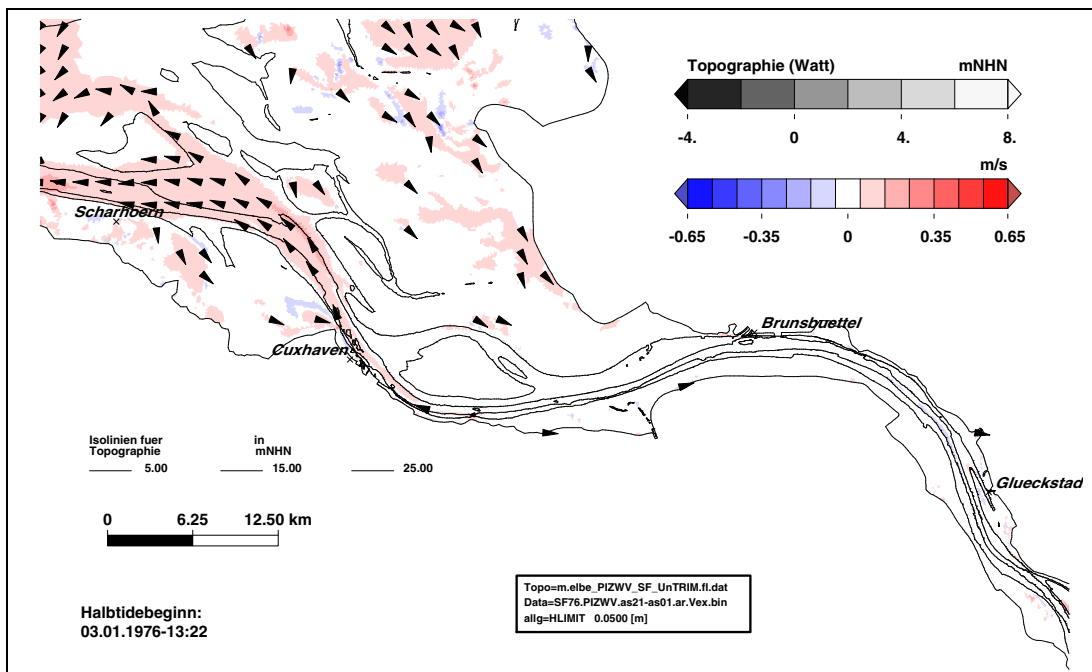 Topographie (Watt) mNHN
-4. 0 4. 8.
m/s
-0.65 -0.35 0 0.35 0.65
Scharhoern
Brunsbuettel
Cuxhaven
Isolinien fuer in
Topographie mNHN
5.00 15.00 25.00
Glueckstad
0 6.25 12.50 km
Topo=m.elbe_PIZWV_SF_UnTRIM.fl.dat
Data=SF76.PIZWV.as21-as01.ar.Vex.bin
allg=HLIMIT 0.0500 [m]
Halbtidebeginn:
03.01.1976-13:22